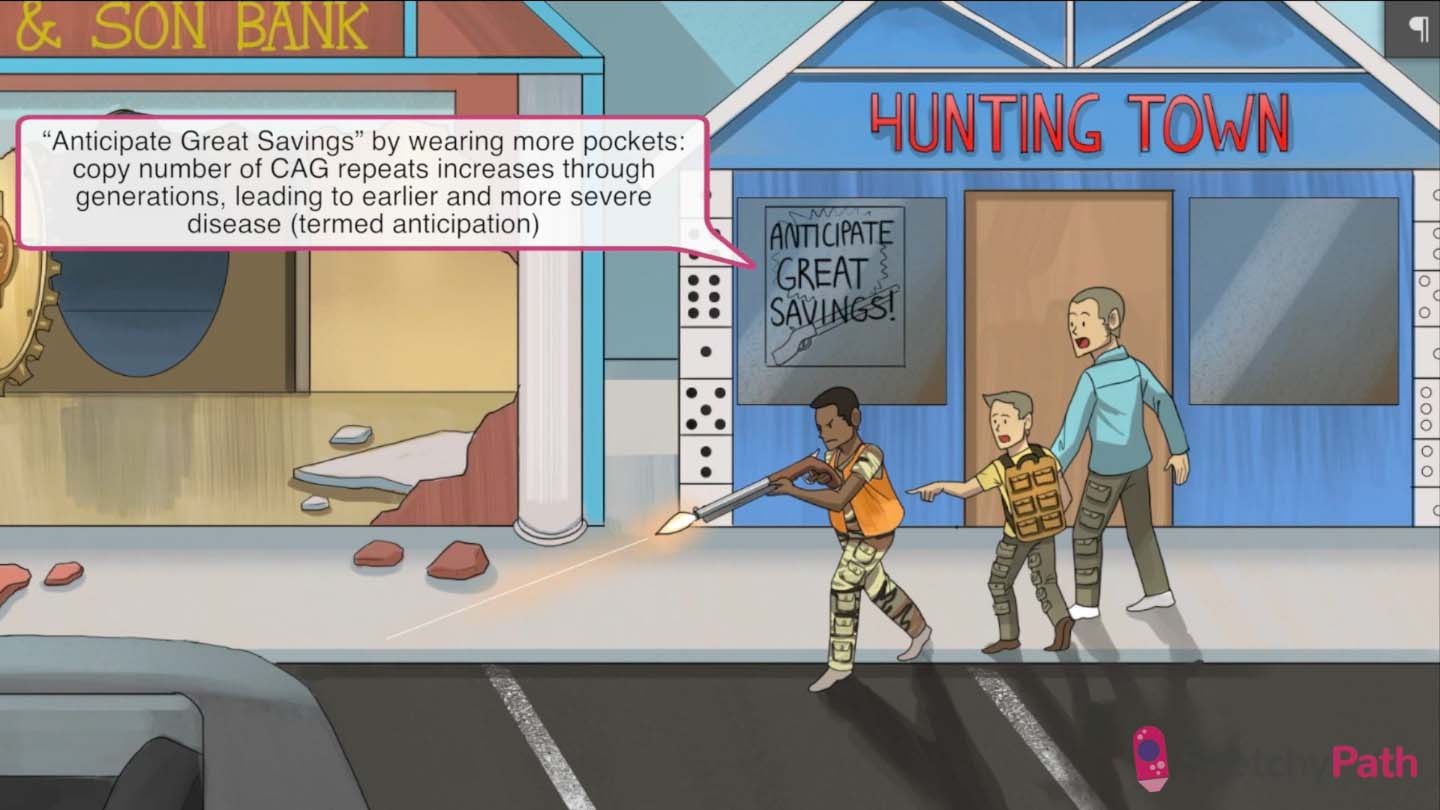 & SON BANK
"Anticipate Great Savings" by wearing more pockets:
copy number of CAG repeats increases through
generations, leading to earlier and more severe
disease (termed anticipation)
HUNTING TOWN
ANTICIPATE
GREAT
SAVINGS!
¶
SketchyPath